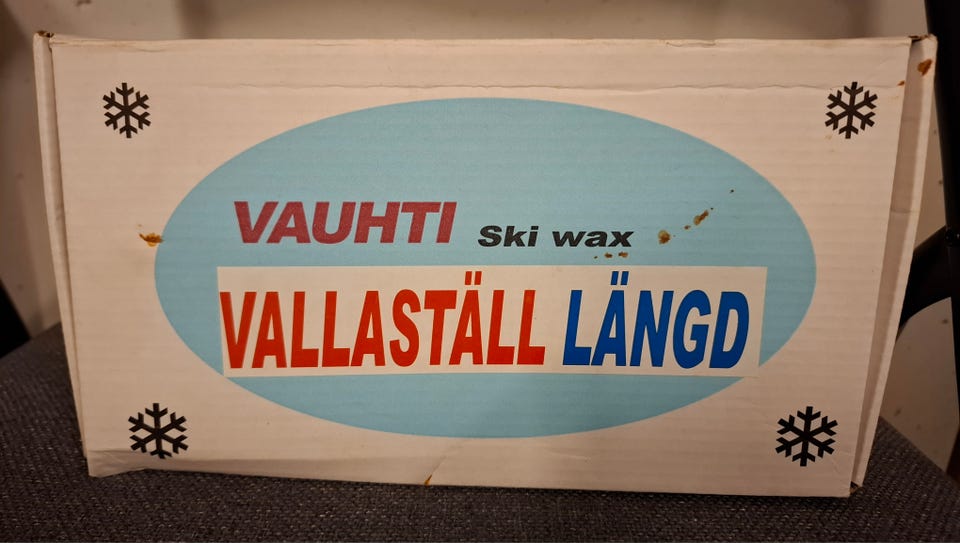 VAUHTI Ski wax
VALLASTÄLL LÄNGD